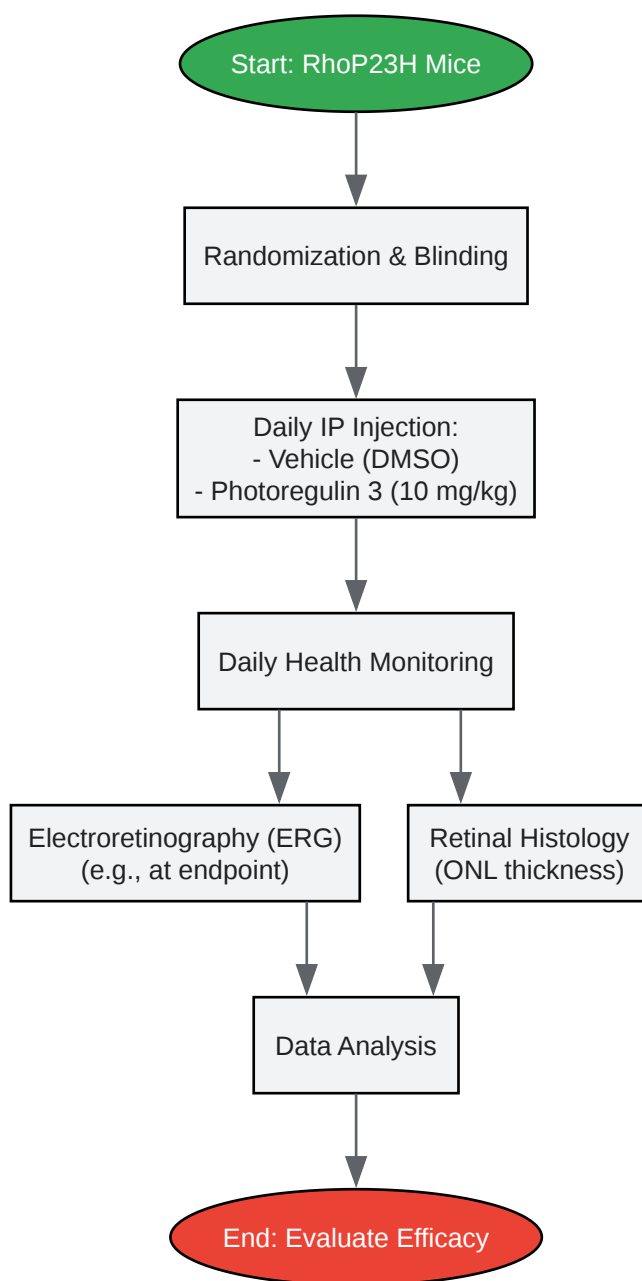 Start: RhoP23H Mice
Randomization & Blinding
Daily IP Injection:
- Vehicle (DMSO)
- Photoregulin 3 (10 mg/kg)
Daily Health Monitoring
Electroretinography (ERG)
(e.g., at endpoint)
Retinal Histology
(ONL thickness)
Data Analysis
End: Evaluate Efficacy